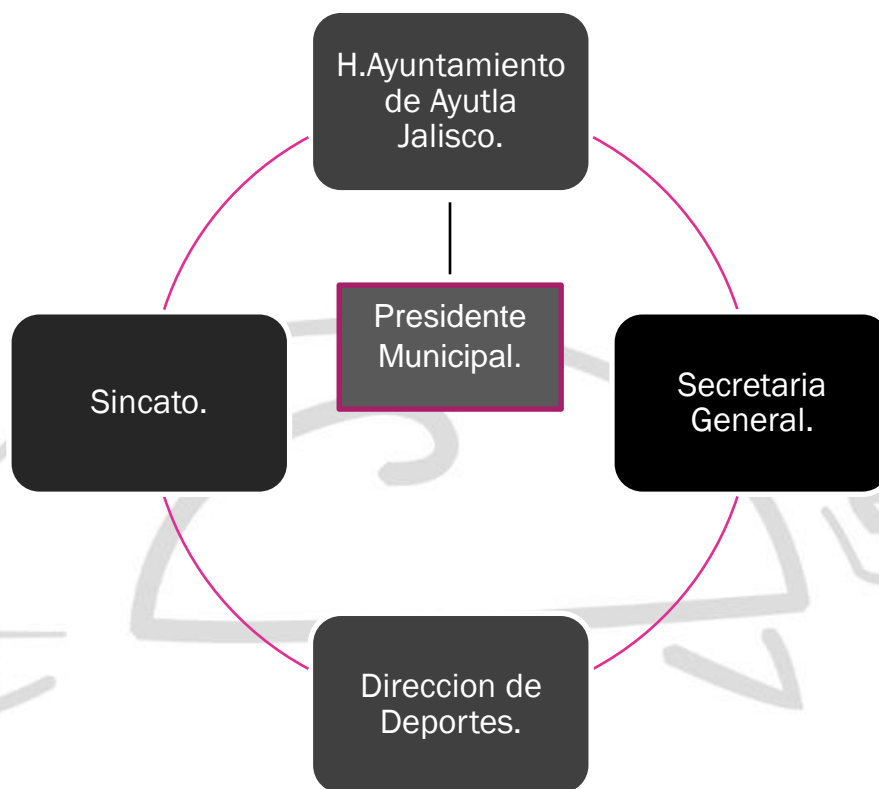 H.Ayuntamiento
de Ayutla
Jalisco.
Presidente
Municipal.
Sincato.
Secretaria
General.
Direccion de
Deportes.